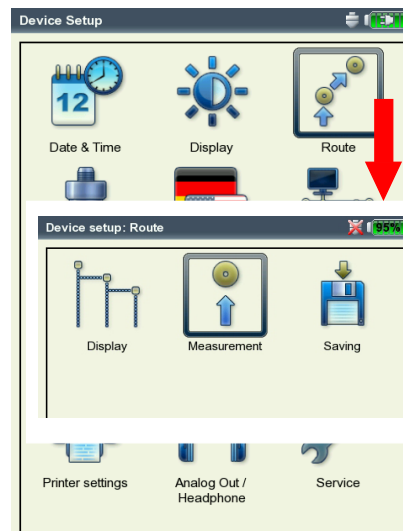 Device Setup
12
Date & Time
Display
Route
Device setup: Route
95%
Display
Measurement
Saving
Printer settings
Analog Out /
Headphone
Service